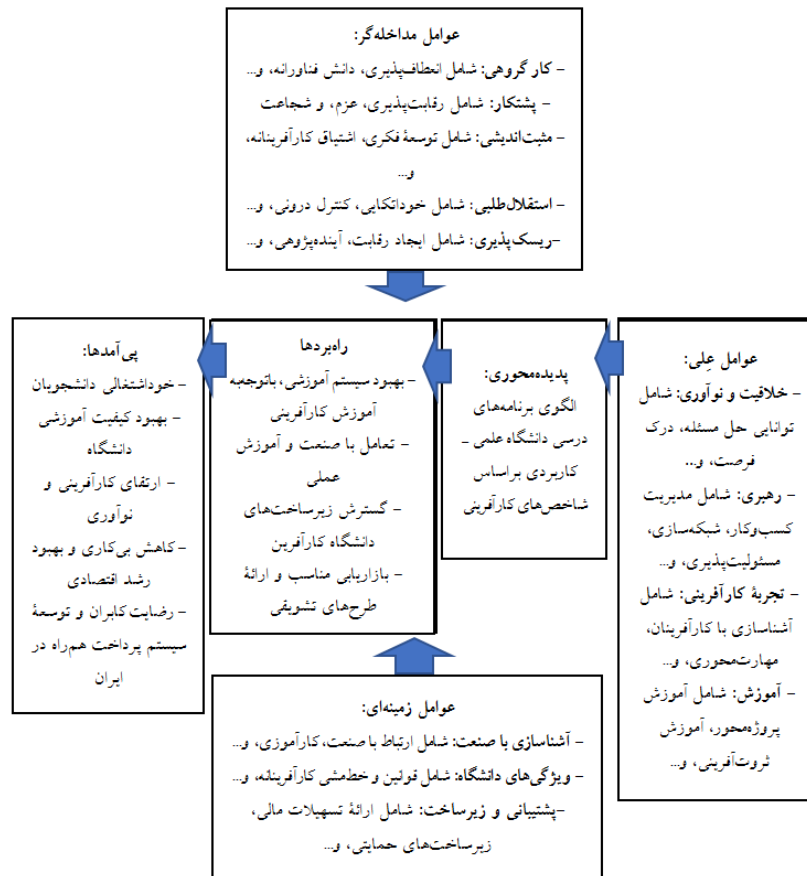 عوامل مداخله‌گر:
- کار گروهی: شامل انعطاف‌پذیری، دانش فناورانه، و...
- پشتکار: شامل رقابت‌پذیری، عزم، و شجاعت
- مثبت‌اندیشی: شامل توسعهٔ فکری، اشتیاق کارآفرینانه،
و...
- استقلال‌طلبی: شامل خوداتکایی، کنترل درونی، و...
-ریسک‌پذیری: شامل ایجاد رقابت، آینده‌پژوهی، و...
عوامل عِلی:
- خلاقیت و نوآوری: شامل
توانایی حل مسئله، درک
فرصت، و...
- رهبری: شامل مدیریت
کسب‌وکار، شبکه‌سازی،
مسئولیت‌پذیری، و...
- تجربهٔ کارآفرینی: شامل
آشناسازی با کارآفرینان،
مهارت‌محوری، و...
- آموزش: شامل آموزش
پروژه‌محور، آموزش
ثروت‌آفرینی، و...
پدیده‌محوری:
الگوی برنامه‌های
درسی دانشگاه علمی -
کاربردی براساس
شاخص‌های کارآفرینی
راه‌بردها
- بهبود سیستم آموزشی، باتوجه‌به
آموزش کارآفرینی
- تعامل با صنعت و آموزش
عملی
- گسترش زیرساخت‌های
دانشگاه کارآفرین
- بازاریابی مناسب و ارائهٔ
طرح‌های تشویقی
پی‌آمدها:
- خوداشتغالی دانشجویان
- بهبود کیفیت آموزشی
دانشگاه
- ارتقای کارآفرینی و
نوآوری
- کاهش بی‌کاری و بهبود
رشد اقتصادی
- رضایت کابران و توسعهٔ
سیستم پرداخت هم‌راه در
ایران
عوامل زمینه‌ای:
- آشناسازی با صنعت: شامل ارتباط با صنعت، کارآموزی، و...
- ویژگی‌های دانشگاه: شامل قوانین و خط‌مشی کارآفرینانه، و...
-پشتیبانی و زیرساخت: شامل ارائهٔ تسهیلات مالی،
زیرساخت‌های حمایتی، و...